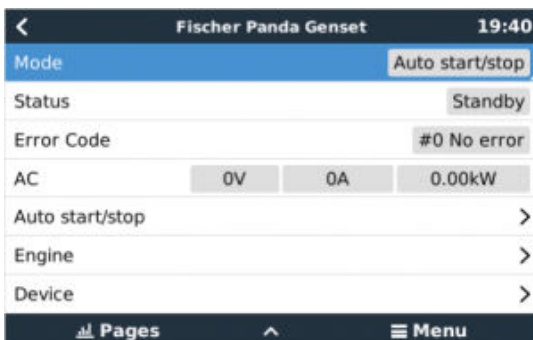 Fischer Panda Genset 19:40
Mode Auto start/stop
Status Standby
Error Code #0 No error
AC 0V 0A 0.00kW
Auto start/stop
Engine
Device
Pages Menu